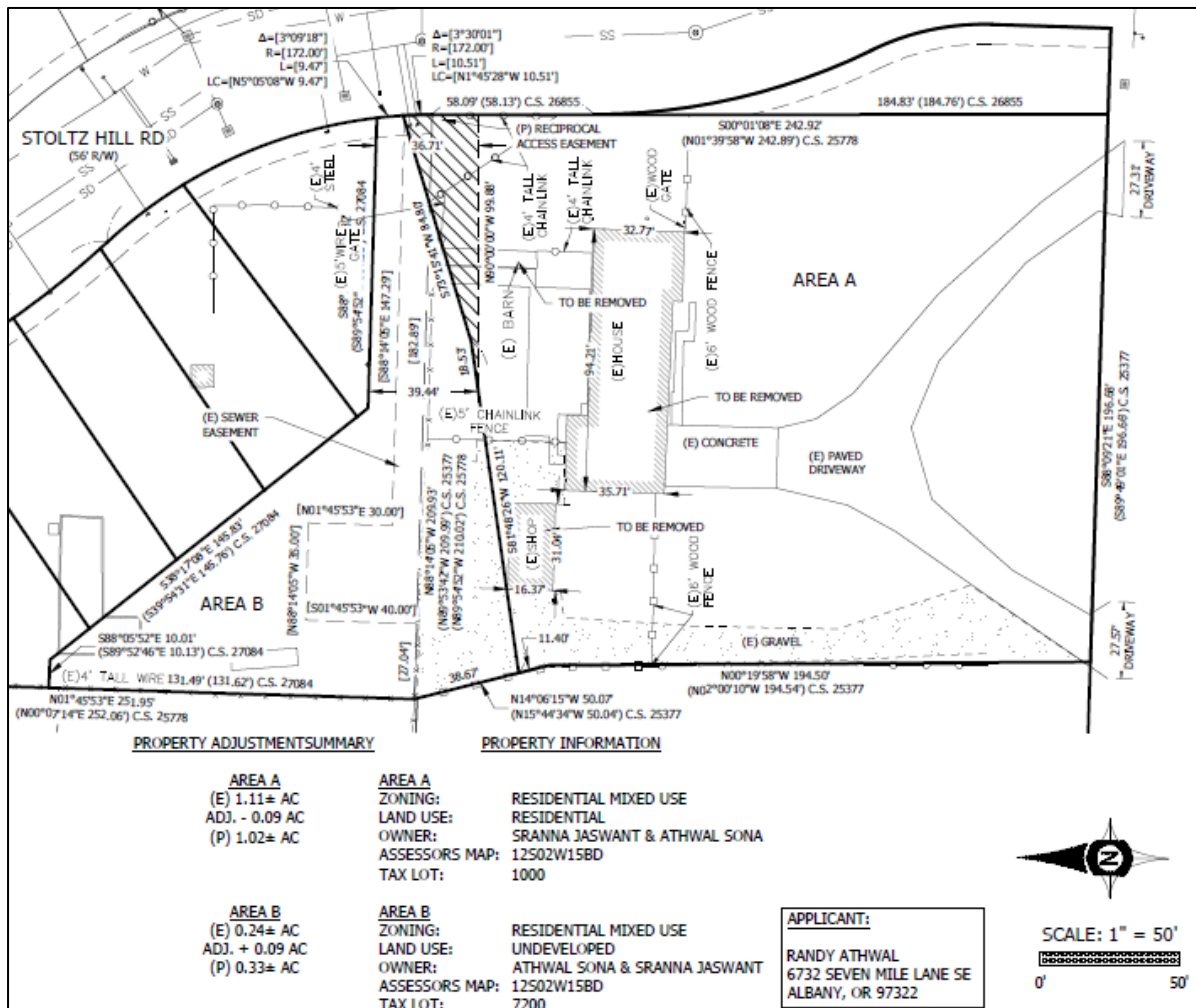 Δ=[3°09'18"]
R=[172.00']
L=[9.47']
LC=[N5°05'08"W 9.47']
Δ=[3°30'01"]
R=[172.00']
L=[10.51']
LC=[N1°45'28"W 10.51']
SD
W
SS
SS
58.09' (58.13') C.S. 26855
184.83' (184.76') C.S. 26855
STOLTZ HILL RD
(56' R/W)
(P) RECIPROCAL
ACCESS EASEMENT
S00°01'08"E 242.92'
(N01°39'58"W 242.89') C.S. 25778
36.71'
(E)4'
STEEL
(E)5' WIRE
GATE
S88°
(S89°54'52"
C.S. 27084
[S88°14'05"E 147.29']
[182.89']
S73°15'41"W 84.80'
N90°00'00"W 99.88'
(E)4' TALL
CHAINLINK
(E)4' TALL
CHAINLINK
(E)WOOD
GATE
32.77'
27.31'
DRIVEWAY
AREA A
(E) BARN
TO BE REMOVED
(E)6' WOOD FENCE
(E)HOUSE
94.21'
18.53'
39.44'
(E)5' CHAINLINK
FENCE
TO BE REMOVED
(E) SEWER
EASEMENT
(E) CONCRETE
(E) PAVED
DRIVEWAY
S88°09'21"E 196.68'
(S89°49'01"E 196.66') C.S. 25377
[N01°45'53"E 30.00']
N88°14'05"W 209.93'
(N89°53'42"W 209.99') C.S. 25377
(N89°54'52"W 210.02') C.S. 25778
S81°48'26"W 120.11'
35.71'
TO BE REMOVED
(E)SHOP
31.04'
16.37'
S38°17'08"E 145.83'
(S39°54'31"E 145.76') C.S. 27084
[N88°14'05"W 35.00']
[S01°45'53"W 40.00']
AREA B
(E)6' WOOD
FENCE
(E) GRAVEL
27.57'
DRIVEWAY
S88°05'52"E 10.01'
(S89°52'46"E 10.13') C.S. 27084
11.40'
[27.04']
38.67'
(E)4' TALL WIRE 131.49' (131.62') C.S. 27084
N01°45'53"E 251.95'
(N00°07'14"E 252.06') C.S. 25778
N14°06'15"W 50.07'
(N15°44'34"W 50.04') C.S. 25377
N00°19'58"W 194.50'
(N02°00'10"W 194.54') C.S. 25377
PROPERTY ADJUSTMENTSUMMARY
AREA A
(E) 1.11± AC
ADJ. - 0.09 AC
(P) 1.02± AC
AREA B
(E) 0.24± AC
ADJ. + 0.09 AC
(P) 0.33± AC
PROPERTY INFORMATION
AREA A
ZONING: RESIDENTIAL MIXED USE
LAND USE: RESIDENTIAL
OWNER: SRANNA JASWANT & ATHWAL SONA
ASSESSORS MAP: 12S02W15BD
TAX LOT: 1000
AREA B
ZONING: RESIDENTIAL MIXED USE
LAND USE: UNDEVELOPED
OWNER: ATHWAL SONA & SRANNA JASWANT
ASSESSORS MAP: 12S02W15BD
TAX LOT: 7200
APPLICANT:
RANDY ATHWAL
6732 SEVEN MILE LANE SE
ALBANY, OR 97322
N
SCALE: 1" = 50'
0' 50'